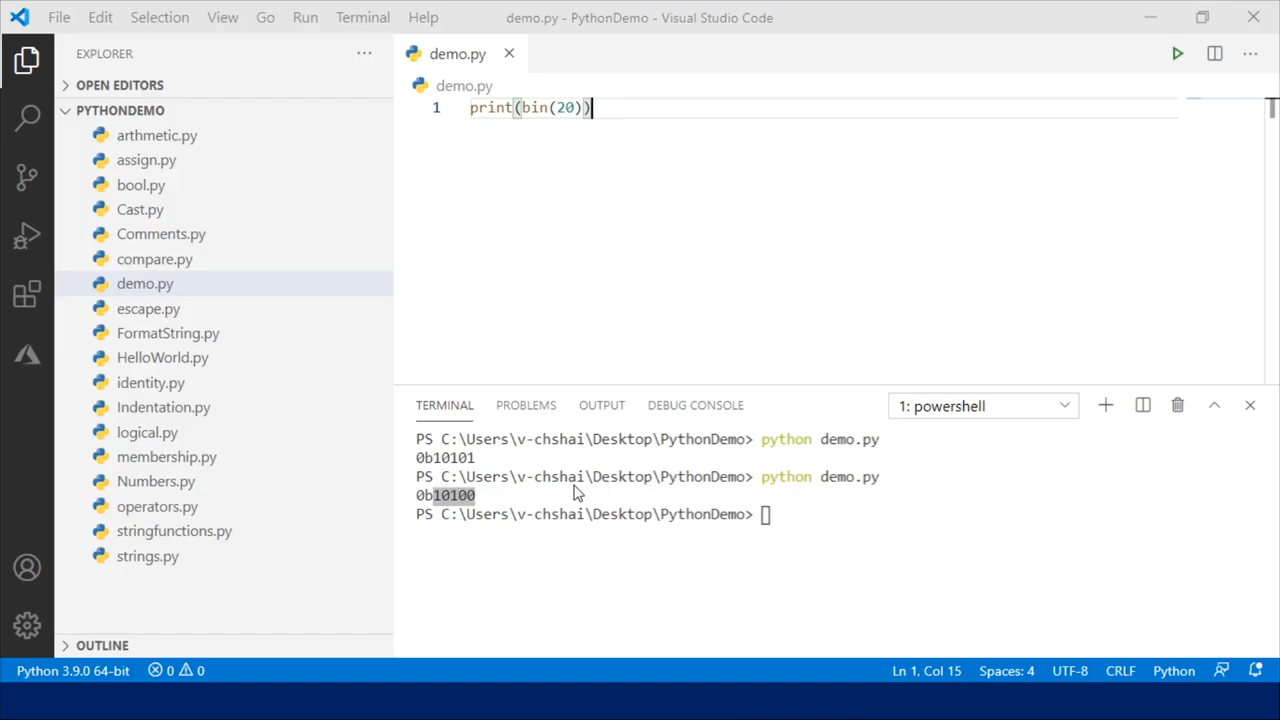 File Edit Selection View Go Run Terminal Help demo.py - PythonDemo - Visual Studio Code
EXPLORER
OPEN EDITORS
PYTHONDEMO
arthmetic.py
assign.py
bool.py
Cast.py
Comments.py
compare.py
demo.py
escape.py
FormatString.py
HelloWorld.py
identity.py
Indentation.py
logical.py
membership.py
Numbers.py
operators.py
stringfunctions.py
strings.py
OUTLINE
demo.py
demo.py
1 print(bin(20))
TERMINAL PROBLEMS OUTPUT DEBUG CONSOLE 1: powershell
PS C:\Users\v-chshai\Desktop\PythonDemo> python demo.py
0b10101
PS C:\Users\v-chshai\Desktop\PythonDemo> python demo.py
0b10100
PS C:\Users\v-chshai\Desktop\PythonDemo>
Python 3.9.0 64-bit 0 0 Ln 1, Col 15 Spaces: 4 UTF-8 CRLF Python